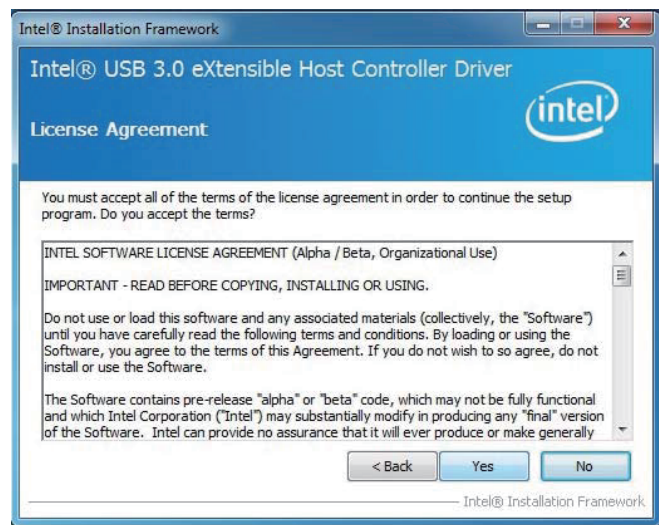 Intel® Installation Framework
Intel® USB 3.0 eXtensible Host Controller Driver
intel
License Agreement
You must accept all of the terms of the license agreement in order to continue the setup
program. Do you accept the terms?
INTEL SOFTWARE LICENSE AGREEMENT (Alpha / Beta, Organizational Use)
IMPORTANT - READ BEFORE COPYING, INSTALLING OR USING.
Do not use or load this software and any associated materials (collectively, the "Software")
until you have carefully read the following terms and conditions. By loading or using the
Software, you agree to the terms of this Agreement. If you do not wish to so agree, do not
install or use the Software.
The Software contains pre-release "alpha" or "beta" code, which may not be fully functional
and which Intel Corporation ("Intel") may substantially modify in producing any "final" version
of the Software. Intel can provide no assurance that it will ever produce or make generally
< Back Yes No
Intel® Installation Framework